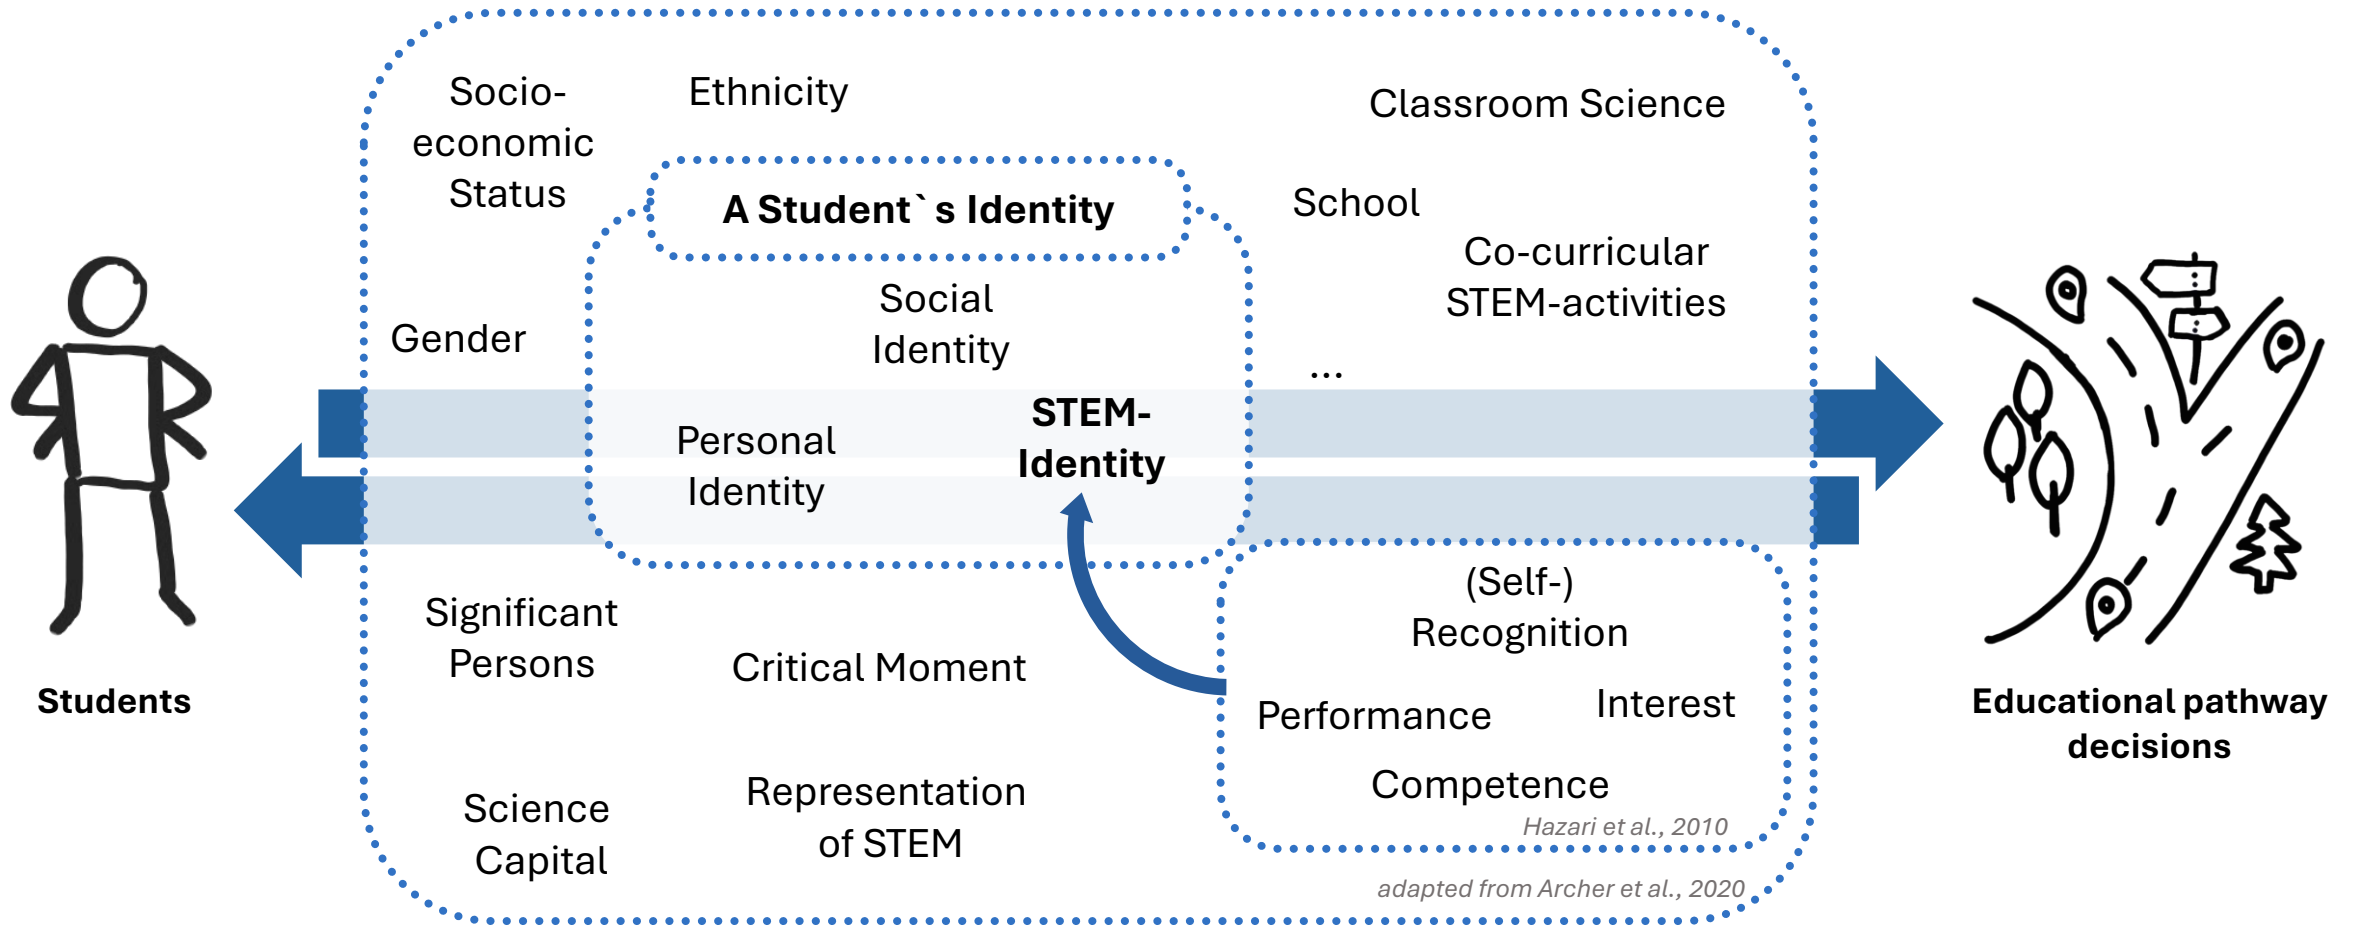 Socio-
economic
Status
Ethnicity
Classroom Science
A Student`s Identity
School
Co-curricular
STEM-activities
Social
Identity
Gender
...
STEM-
Identity
Personal
Identity
(Self-)
Recognition
Significant
Persons
Critical Moment
Performance
Interest
Competence
Hazari et al., 2010
Representation
of STEM
Science
Capital
adapted from Archer et al., 2020
Students
Educational pathway
decisions